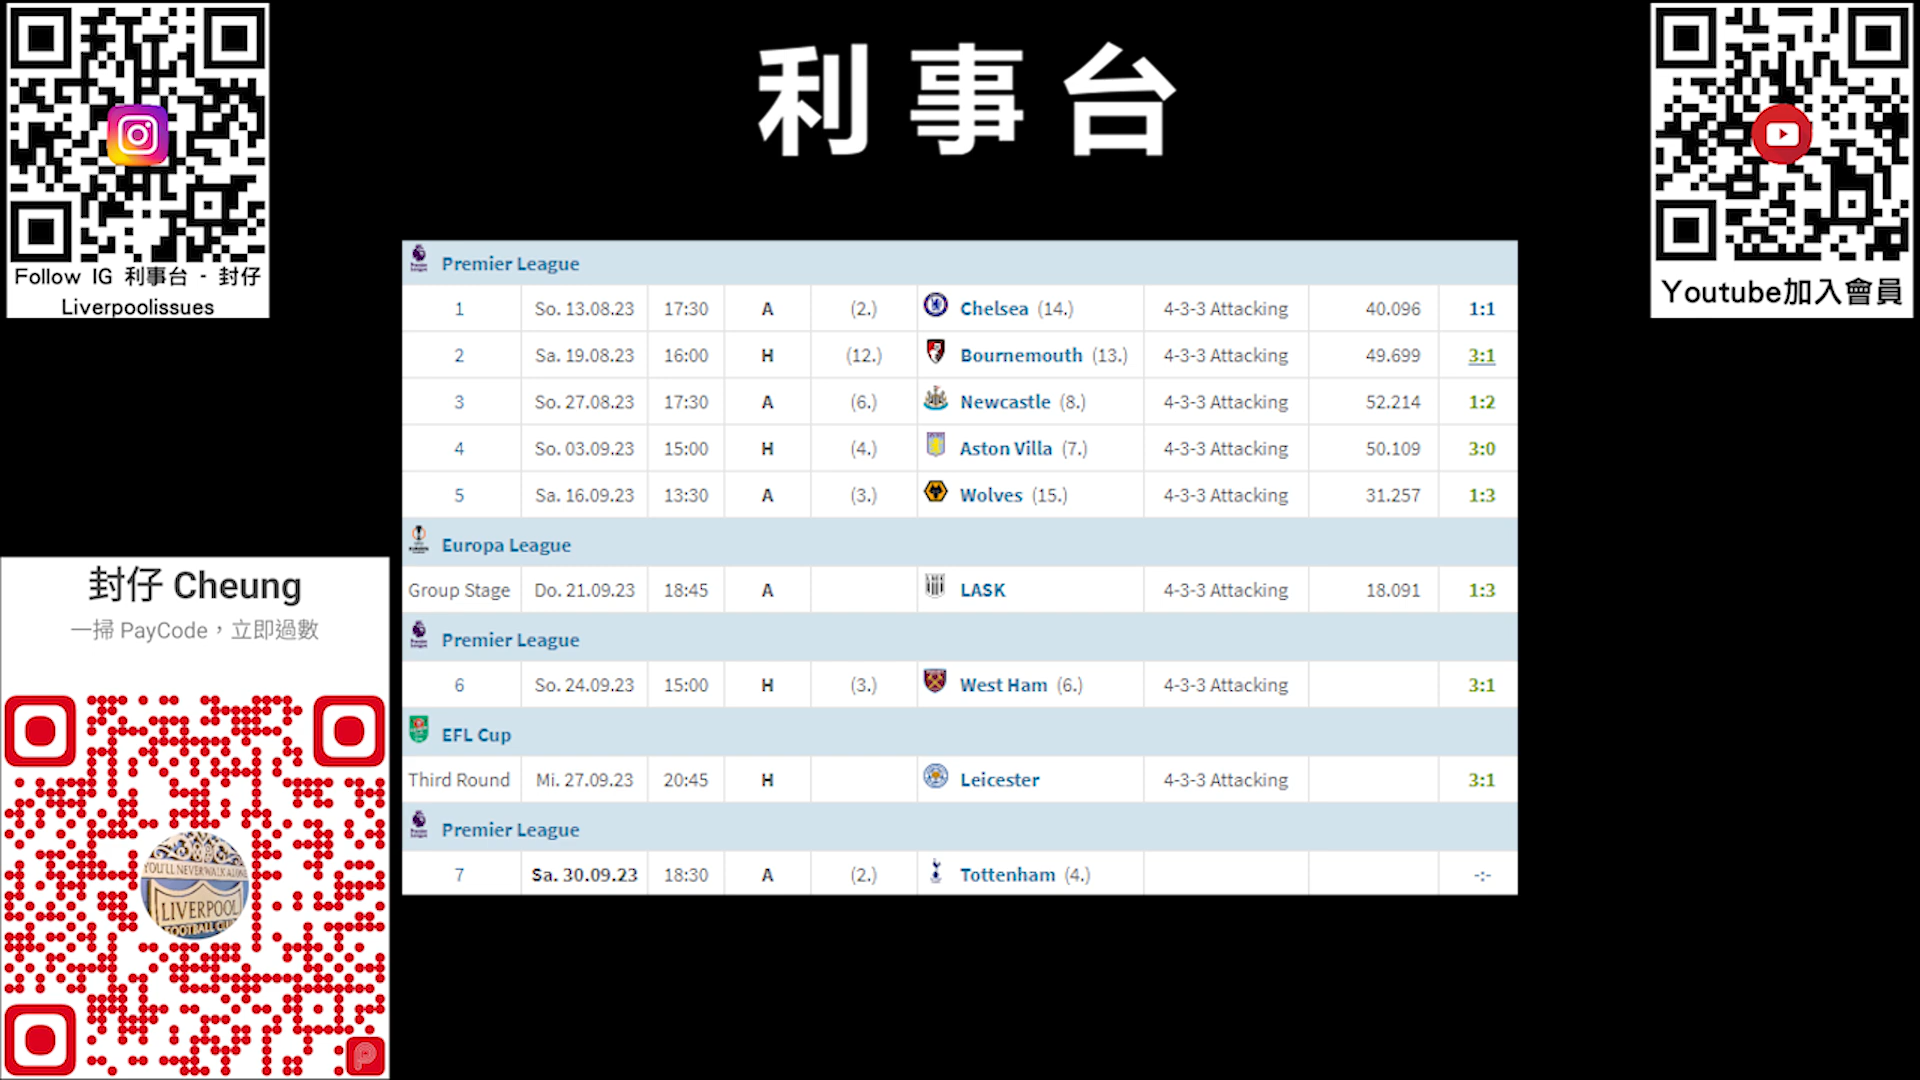 利事台
Follow IG 利事台 - 封仔
Liverpoolissues
Youtube加入會員
Premier League
1 So. 13.08.23 17:30 A (2.) Chelsea (14.) 4-3-3 Attacking 40.096 1:1
2 Sa. 19.08.23 16:00 H (12.) Bournemouth (13.) 4-3-3 Attacking 49.699 3:1
3 So. 27.08.23 17:30 A (6.) Newcastle (8.) 4-3-3 Attacking 52.214 1:2
4 So. 03.09.23 15:00 H (4.) Aston Villa (7.) 4-3-3 Attacking 50.109 3:0
5 Sa. 16.09.23 13:30 A (3.) Wolves (15.) 4-3-3 Attacking 31.257 1:3
Europa League
Group Stage Do. 21.09.23 18:45 A LASK 4-3-3 Attacking 18.091 1:3
Premier League
6 So. 24.09.23 15:00 H (3.) West Ham (6.) 4-3-3 Attacking 3:1
EFL Cup
Third Round Mi. 27.09.23 20:45 H Leicester 4-3-3 Attacking 3:1
Premier League
7 Sa. 30.09.23 18:30 A (2.) Tottenham (4.) -:-
封仔 Cheung
一掃 PayCode，立即過數
YOU'LL NEVER WALK ALONE
LIVERPOOL
FOOTBALL CLUB